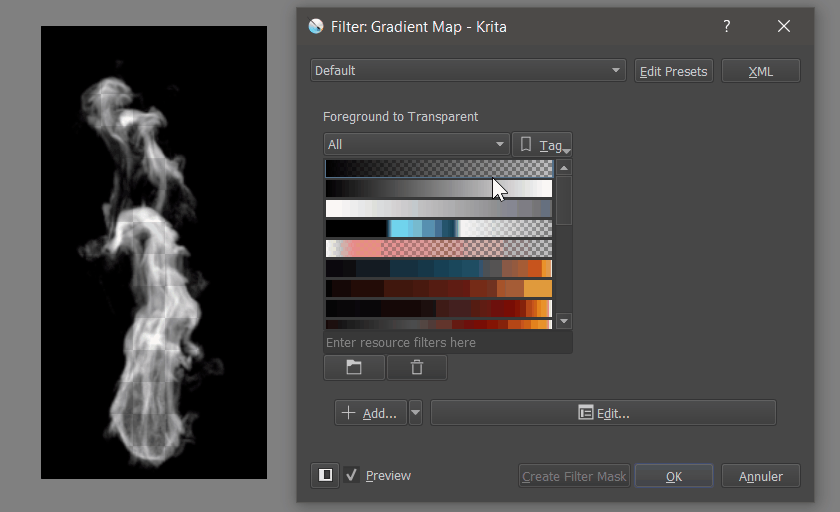 Filter: Gradient Map - Krita
?
Default
Edit Presets
XML
Foreground to Transparent
All
Tag
Enter resource filters here
Add...
Edit...
Preview
Create Filter Mask
OK
Annuler